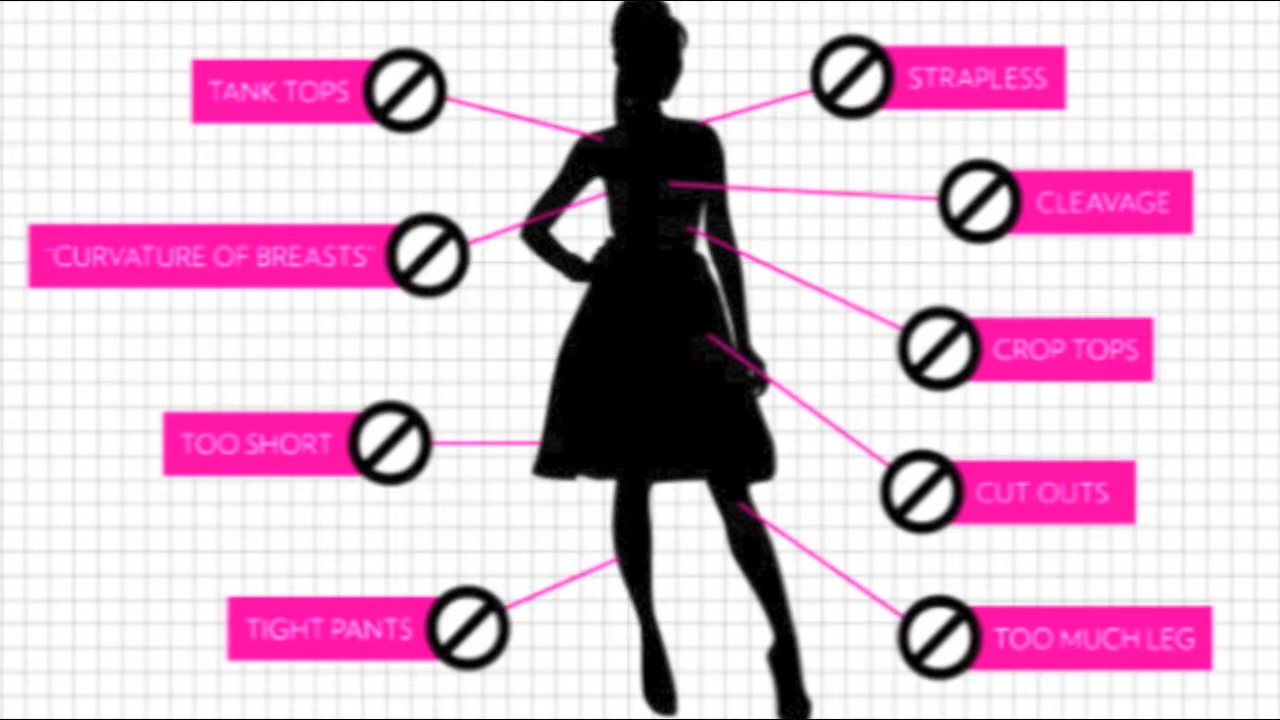 TANK TOPS
STRAPLESS
CLEAVAGE
"CURVATURE OF BREASTS"
CROP TOPS
TOO SHORT
CUT OUTS
TIGHT PANTS
TOO MUCH LEG